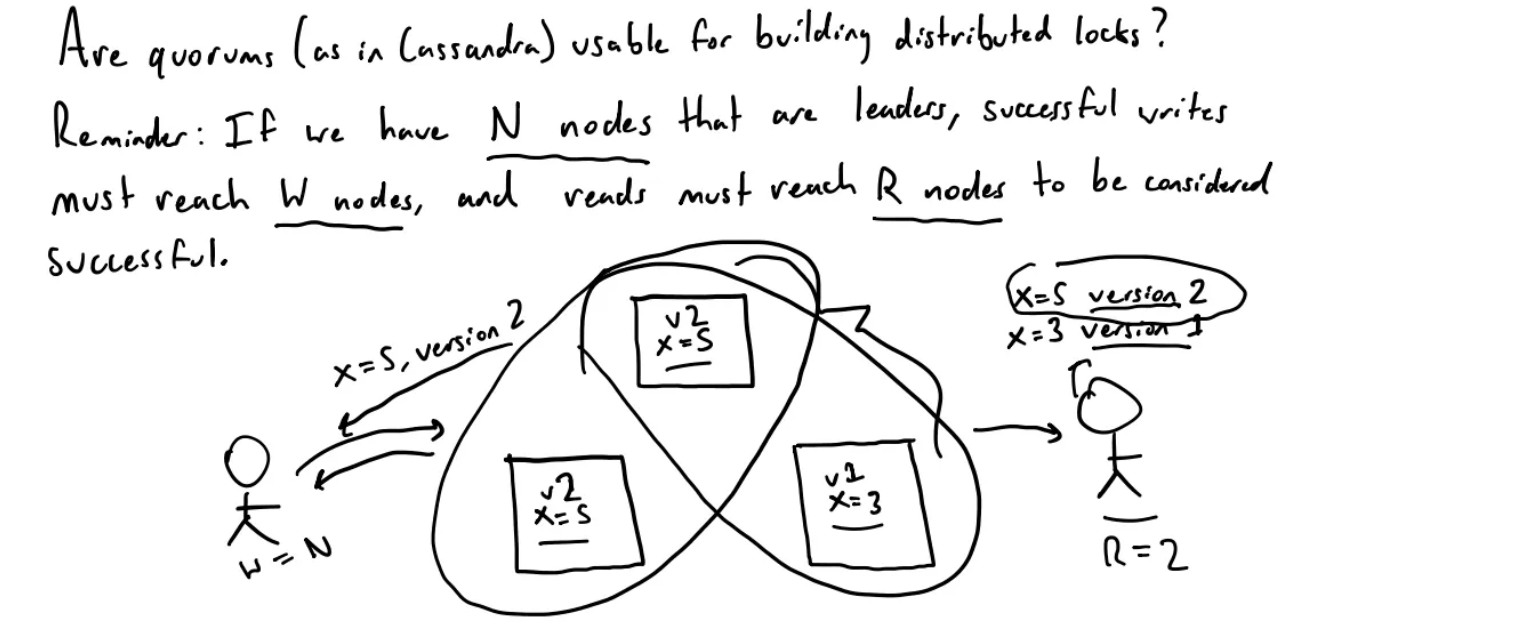 Are quorums (as in Cassandra) usable for building distributed locks?
Reminder: If we have N nodes that are leaders, successful writes
must reach W nodes, and reads must reach R nodes to be considered
successful.
x=5, version 2
v2
x=5
x=5 version 2
x=3 version 1
v2
x=5
v1
x=3
W=N
R=2